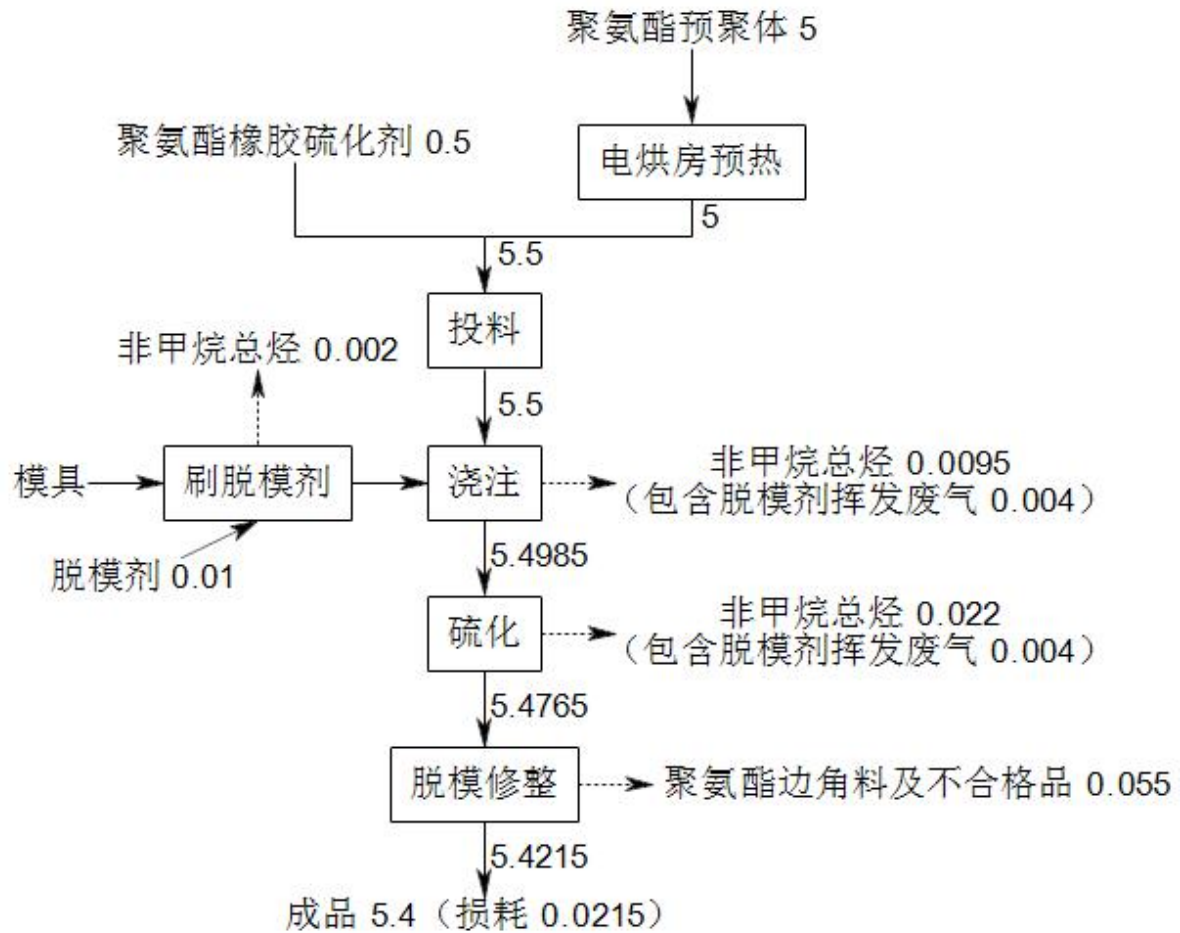 聚氨酯预聚体 5
聚氨酯橡胶硫化剂 0.5
电烘房预热
5
5.5
投料
非甲烷总烃 0.002
5.5
模具
刷脱模剂
浇注
非甲烷总烃 0.0095
（包含脱模剂挥发废气 0.004）
脱模剂 0.01
5.4985
硫化
非甲烷总烃 0.022
（包含脱模剂挥发废气 0.004）
5.4765
脱模修整
聚氨酯边角料及不合格品 0.055
5.4215
成品 5.4（损耗 0.0215）